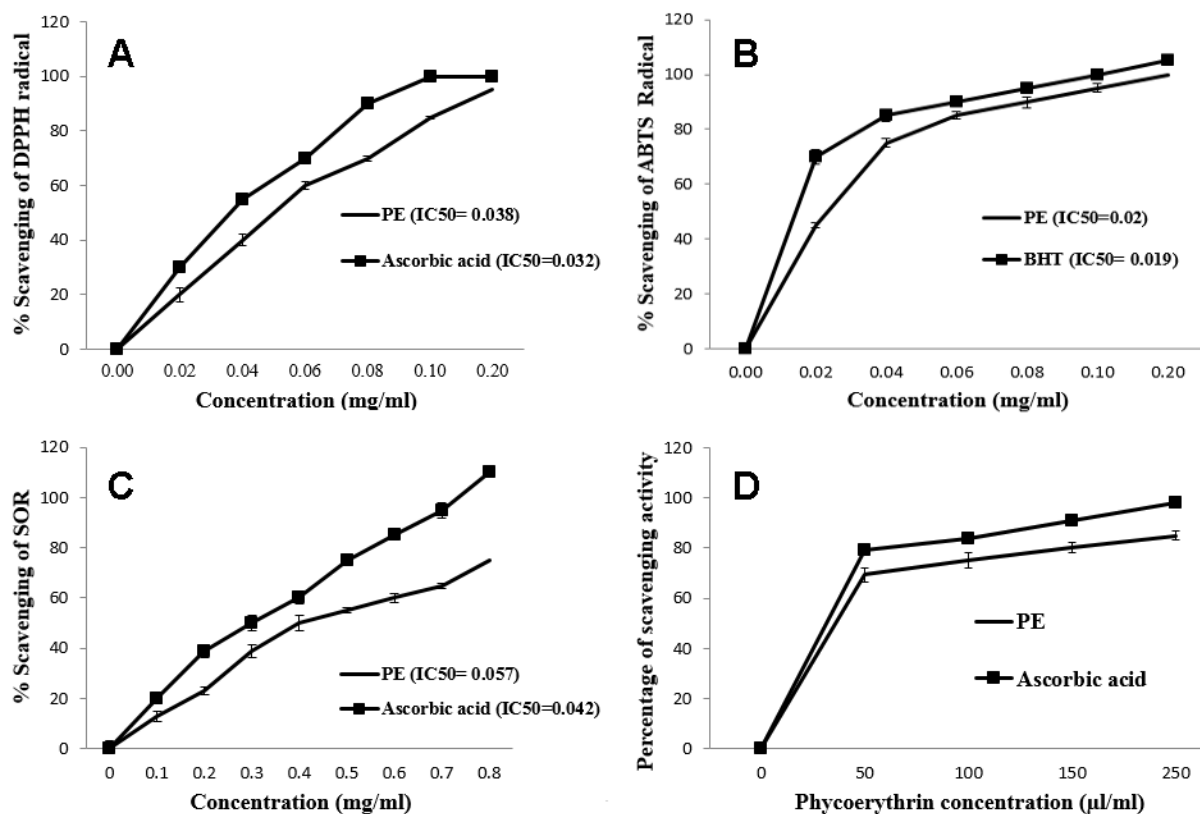 A
% Scavenging of DPPH radical
120
100
80
60
40
20
0
PE (IC50= 0.038)
Ascorbic acid (IC50=0.032)
0.00 0.02 0.04 0.06 0.08 0.10 0.20
Concentration (mg/ml)
B
% Scavenging of ABTS Radical
120
100
80
60
40
20
0
PE (IC50=0.02)
BHT (IC50= 0.019)
0.00 0.02 0.04 0.06 0.08 0.10 0.20
Concentration (mg/ml)
C
% Scavenging of SOR
120
100
80
60
40
20
0
PE (IC50= 0.057)
Ascorbic acid (IC50=0.042)
0 0.1 0.2 0.3 0.4 0.5 0.6 0.7 0.8
Concentration (mg/ml)
D
Percentage of scavenging activity
120
100
80
60
40
20
0
PE
Ascorbic acid
0 50 100 150 250
Phycoerythrin concentration (µl/ml)